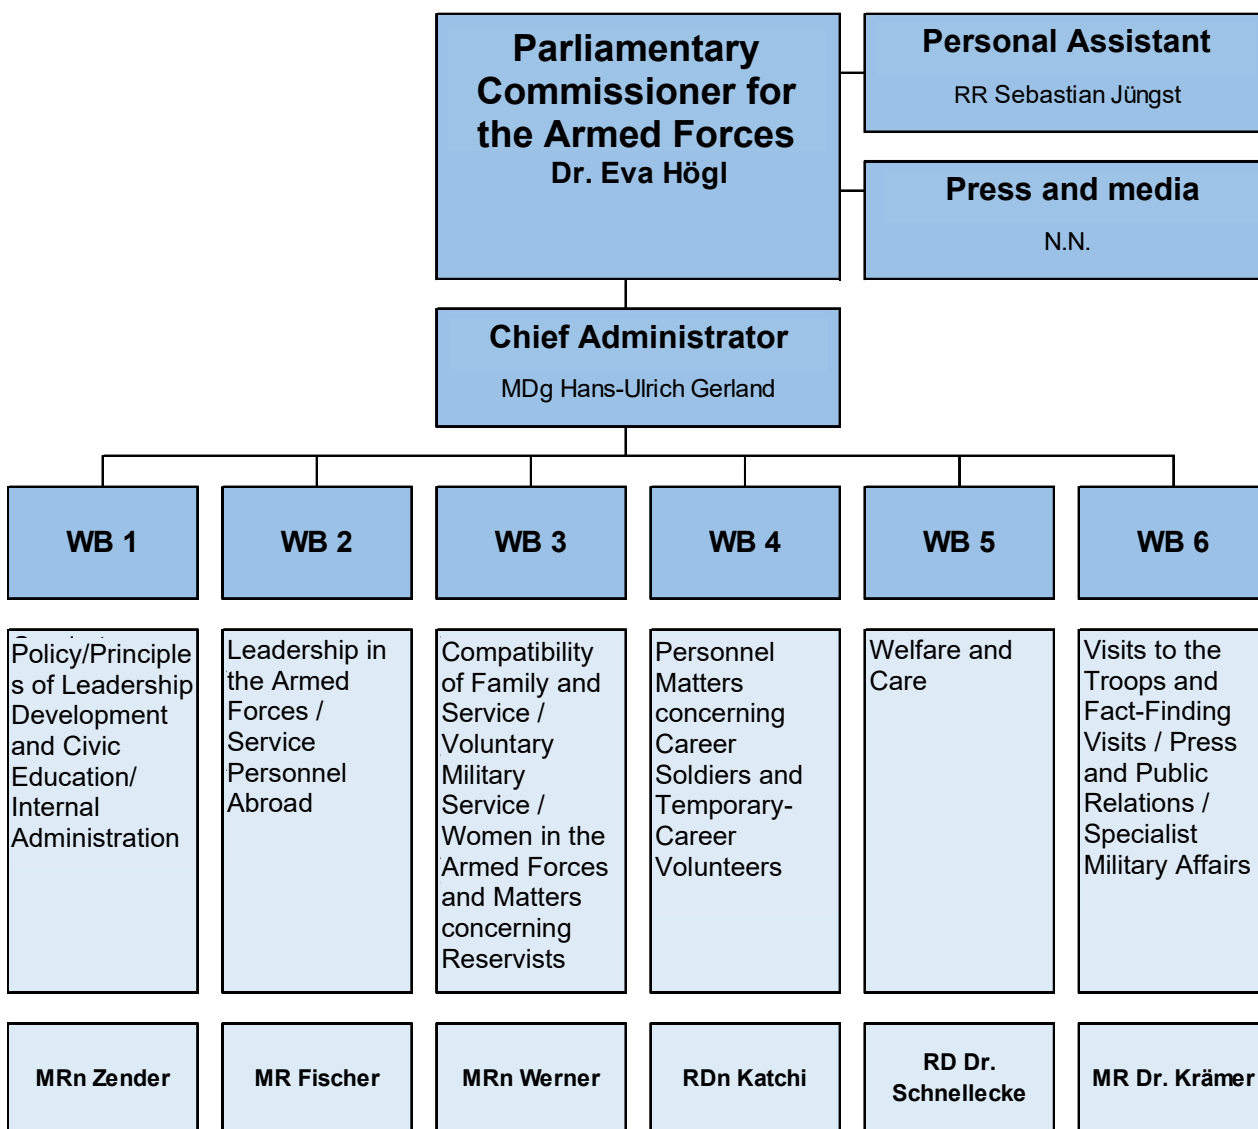 Parliamentary
Commissioner for
the Armed Forces
Dr. Eva Högl
Personal Assistant
RR Sebastian Jüngst
Press and media
N.N.
Chief Administrator
MDg Hans-Ulrich Gerland
WB 1
WB 2
WB 3
WB 4
WB 5
WB 6
Policy/Principle
s of Leadership
Development
and Civic
Education/
Internal
Administration
Leadership in
the Armed
Forces /
Service
Personnel
Abroad
Compatibility
of Family and
Service /
Voluntary
Military
Service /
Women in the
Armed Forces
and Matters
concerning
Reservists
Personnel
Matters
concerning
Career
Soldiers and
Temporary-
Career
Volunteers
Welfare and
Care
Visits to the
Troops and
Fact-Finding
Visits / Press
and Public
Relations /
Specialist
Military Affairs
MRn Zender
MR Fischer
MRn Werner
RDn Katchi
RD Dr.
Schnellecke
MR Dr. Krämer